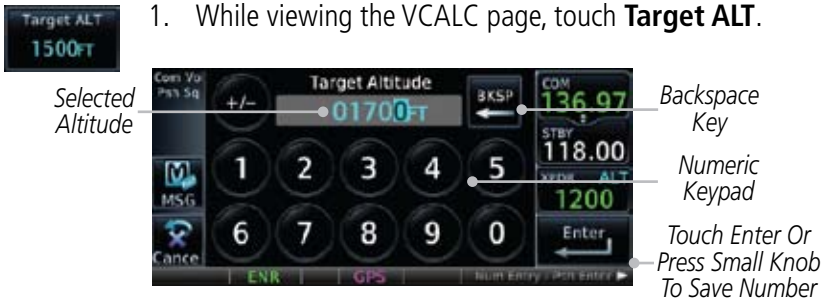 Target ALT
1500FT
1. While viewing the VCALC page, touch Target ALT.
Selected
Altitude
Com Vo
Psh Sq
+/–
Target Altitude
01700FT
BKSP
COM
136.97
STBY
118.00
XPDR ALT
1200
1 2 3 4 5
6 7 8 9 0
MSG
Cance
Enter
ENR
GPS
Num Entry / Psh Enter
Backspace
Key
Numeric
Keypad
Touch Enter Or
Press Small Knob
To Save Number